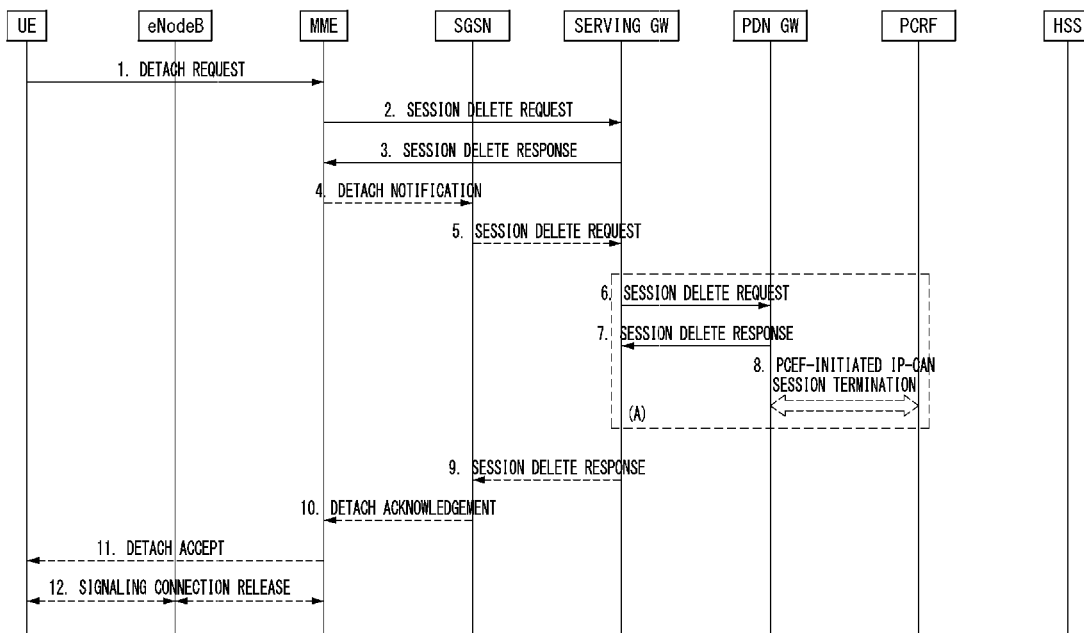 UE eNodeB MME SGSN SERVING GW PDN GW PCRF HSS
1. DETACH REQUEST
2. SESSION DELETE REQUEST
3. SESSION DELETE RESPONSE
4. DETACH NOTIFICATION
5. SESSION DELETE REQUEST
6. SESSION DELETE REQUEST
7. SESSION DELETE RESPONSE
8. PCEF-INITIATED IP-CAN
SESSION TERMINATION
(A)
9. SESSION DELETE RESPONSE
10. DETACH ACKNOWLEDGEMENT
11. DETACH ACCEPT
12. SIGNALING CONNECTION RELEASE